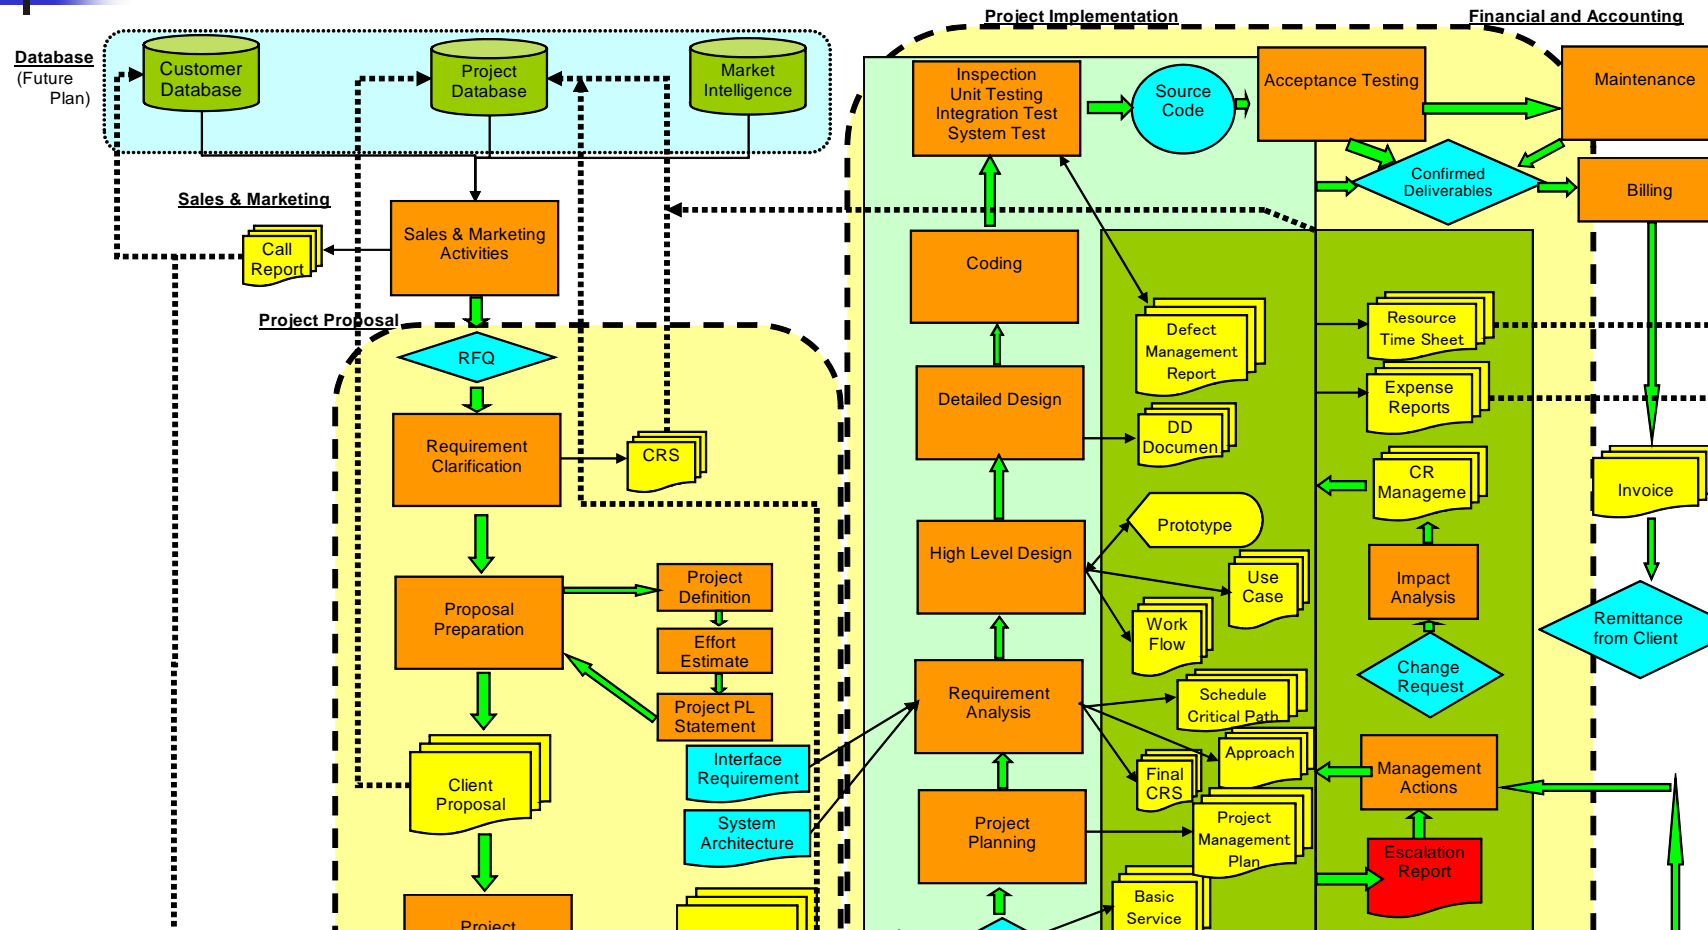 Project Implementation
Financial and Accounting
Database
(Future
Plan)
Customer
Database
Project
Database
Market
Intelligence
Inspection
Unit Testing
Integration Test
System Test
Source
Code
Acceptance Testing
Maintenance
Confirmed
Deliverables
Billing
Sales & Marketing
Call
Report
Sales & Marketing
Activities
Coding
Project Proposal
RFQ
Defect
Management
Report
Resource
Time Sheet
Detailed Design
Expense
Reports
Requirement
Clarification
CRS
DD
Documen
CR
Manageme
Invoice
High Level Design
Prototype
Use
Case
Impact
Analysis
Project
Definition
Proposal
Preparation
Effort
Estimate
Work
Flow
Remittance
from Client
Change
Request
Project PL
Statement
Requirement
Analysis
Schedule
Critical Path
Interface
Requirement
Approach
Final
CRS
Management
Actions
Client
Proposal
System
Architecture
Project
Planning
Project
Management
Plan
Escalation
Report
Basic
Service
Project